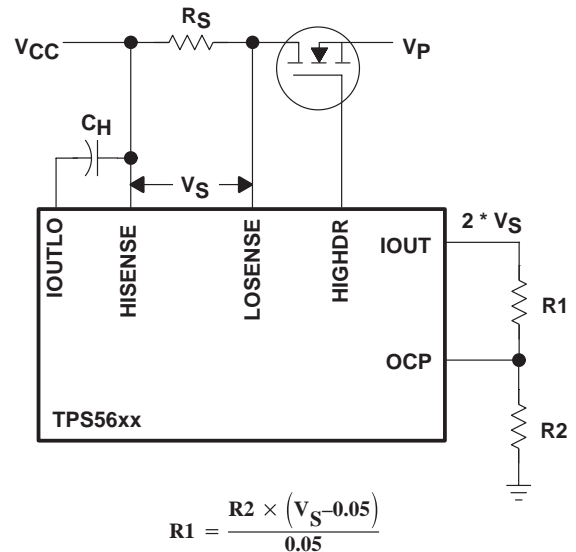 RS
VCC
VP
CH
VS
IOUTLO
HISENSE
LOSENSE
HIGHDR
2 * VS
IOUT
R1
OCP
R2
TPS56xx
R1 = R2 × (VS–0.05) / 0.05